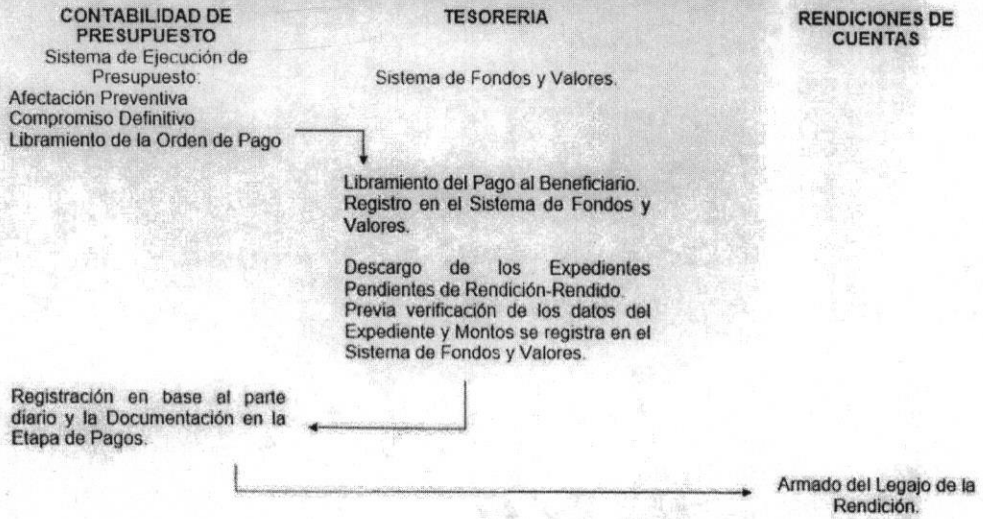 CONTABILIDAD DE
PRESUPUESTO
Sistema de Ejecución de
Presupuesto:
Afectación Preventiva
Compromiso Definitivo
Libramiento de la Orden de Pago
TESORERIA
Sistema de Fondos y Valores.
RENDICIONES DE
CUENTAS
Libramiento del Pago al Beneficiario.
Registro en el Sistema de Fondos y
Valores.
Descargo de los Expedientes
Pendientes de Rendición-Rendido.
Previa verificación de los datos del
Expediente y Montos se registra en el
Sistema de Fondos y Valores.
Registración en base al parte
diario y la Documentación en la
Etapa de Pagos.
Armado del Legajo de la
Rendición.